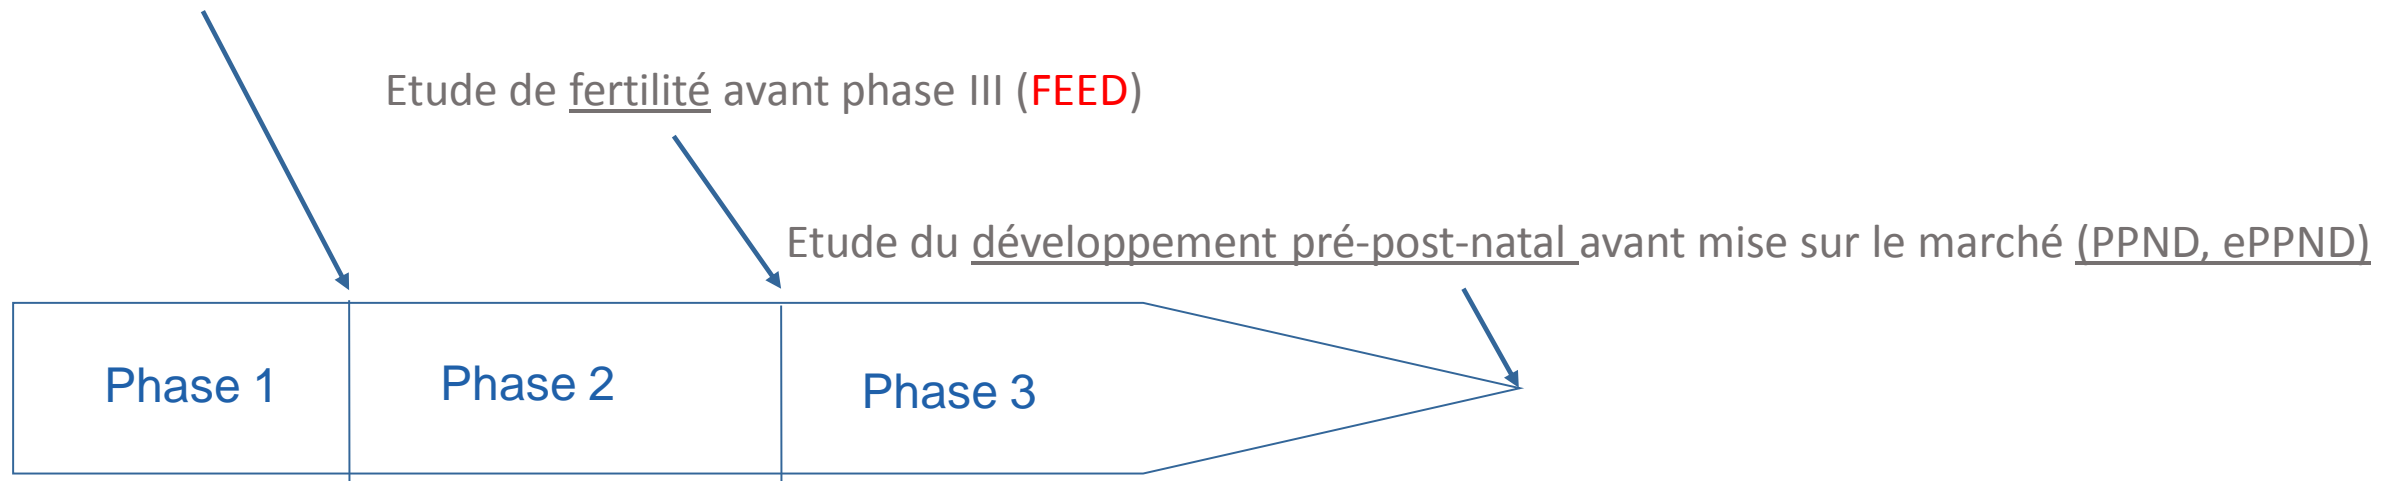 Etude de fertilité avant phase III (FEED)
Etude du développement pré-post-natal avant mise sur le marché (PPND, ePPND)
Phase 1
Phase 2
Phase 3